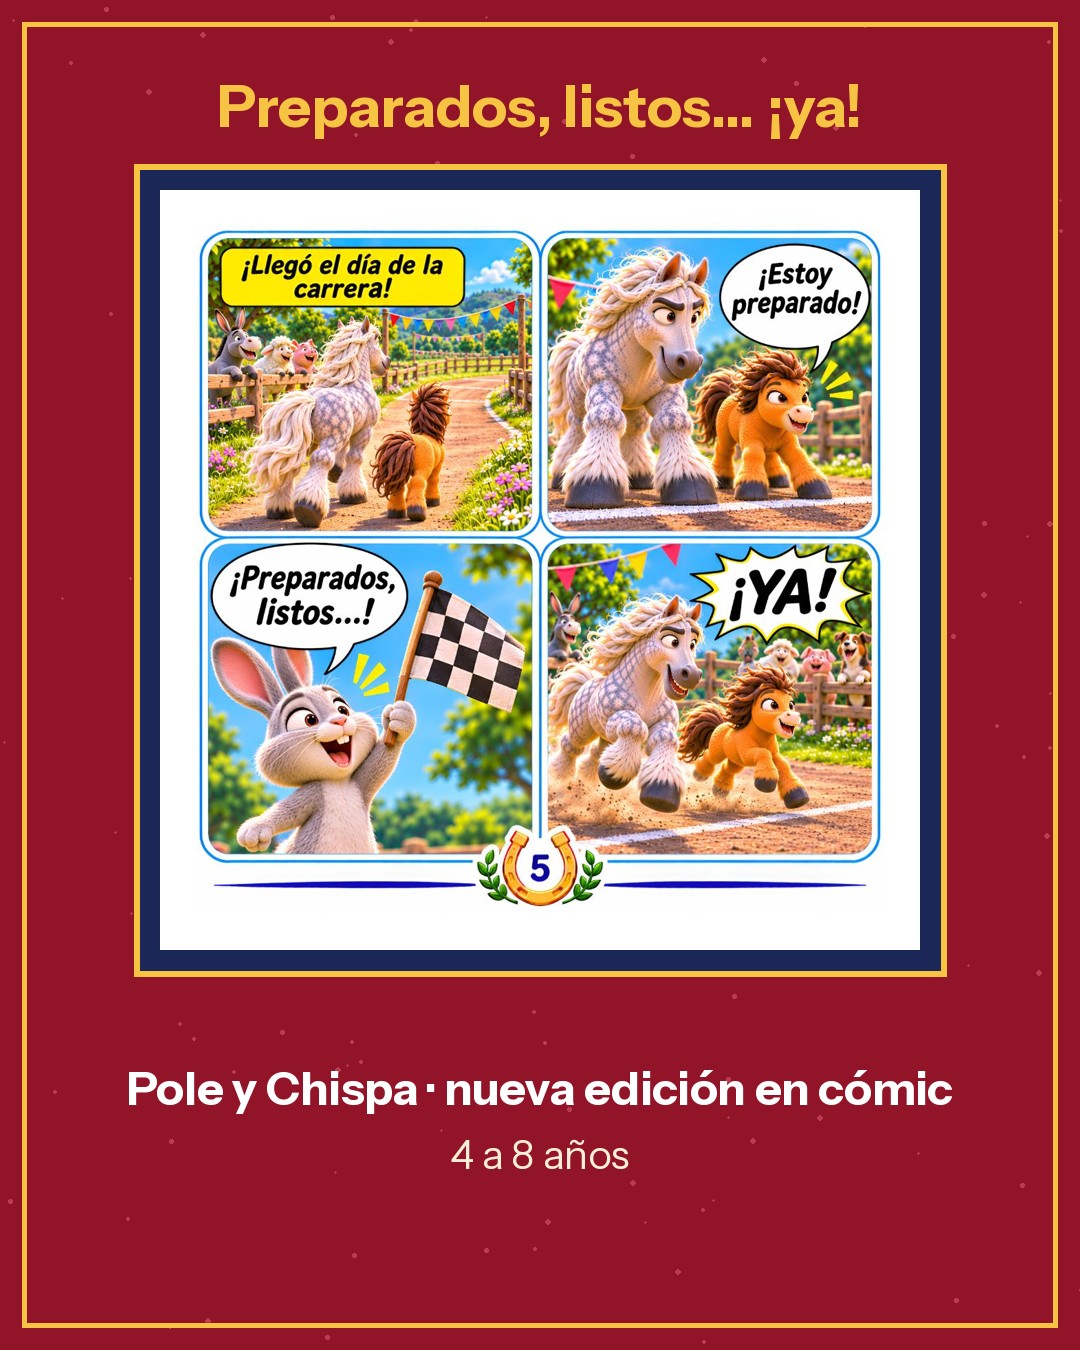 Preparados, listos... ¡ya!
¡Llegó el día de la
carrera!
¡Estoy
preparado!
¡Preparados,
listos...!
¡YA!
5
Pole y Chispa · nueva edición en cómic
4 a 8 años